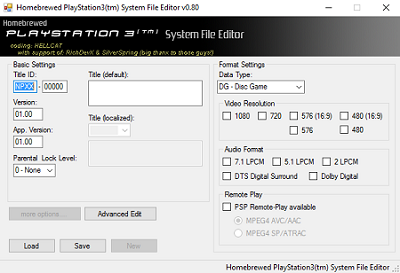 Homebrewed PlayStation3(tm) System File Editor v0.80
Homebrewed
PLAYSTATION 3(tm) System File Editor
coding: HELLCAT
with support of: RichDevil & SilverSpring (big thanx to those guys!)
Basic Settings
Title ID:
NPXX - 00000
Version:
01.00
App. Version:
01.00
Parental Lock Level:
0 - None
Title (default):
Title (localized):
more options...
Advanced Edit
Load
Save
New
Format Settings
Data Type:
DG - Disc Game
Video Resolution
1080 720 576 (16:9) 480 (16:9)
576 480
Audio Format
7.1 LPCM 5.1 LPCM 2 LPCM
DTS Digital Surround Dolby Digital
Remote Play
PSP Remote-Play available
MPEG4 AVC/AAC
MPEG4 SP/ATRAC
Homebrewed PlayStation3(tm) System File Editor